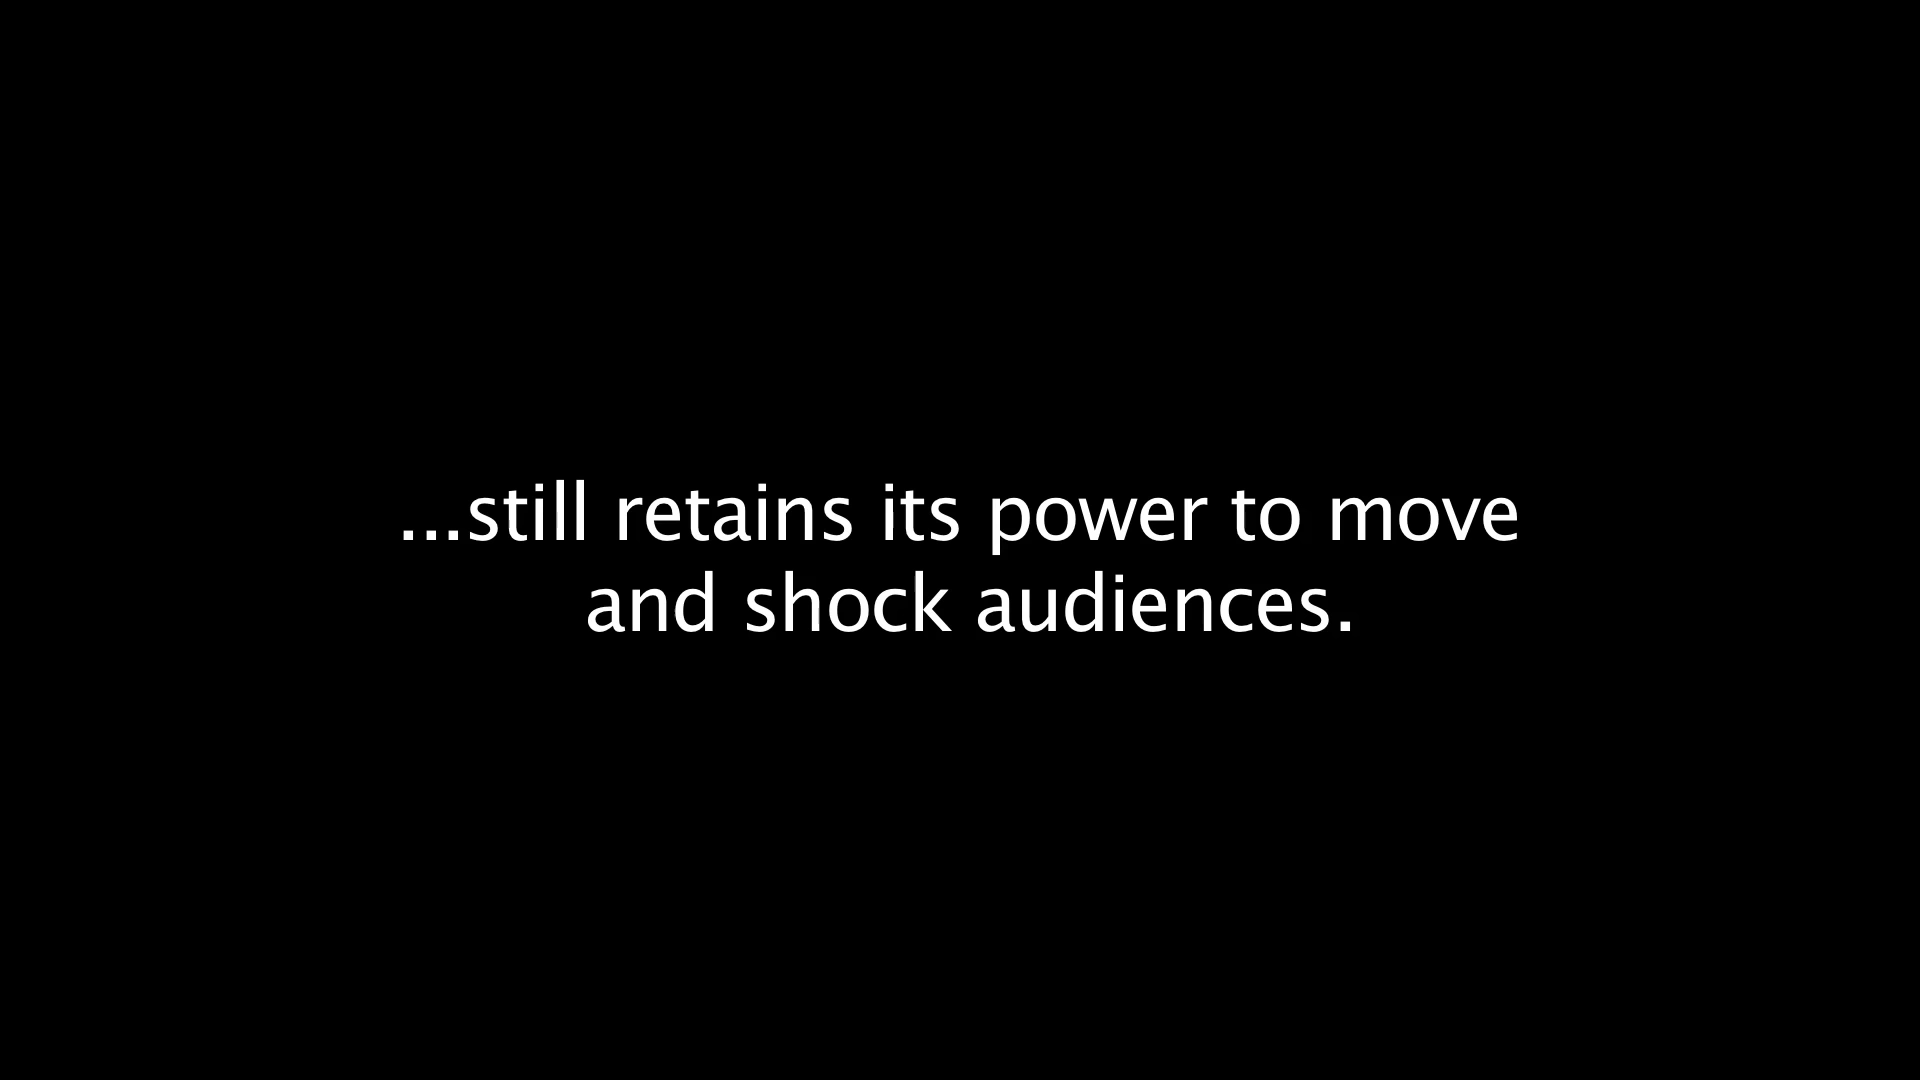 ...still retains its power to move
and shock audiences.